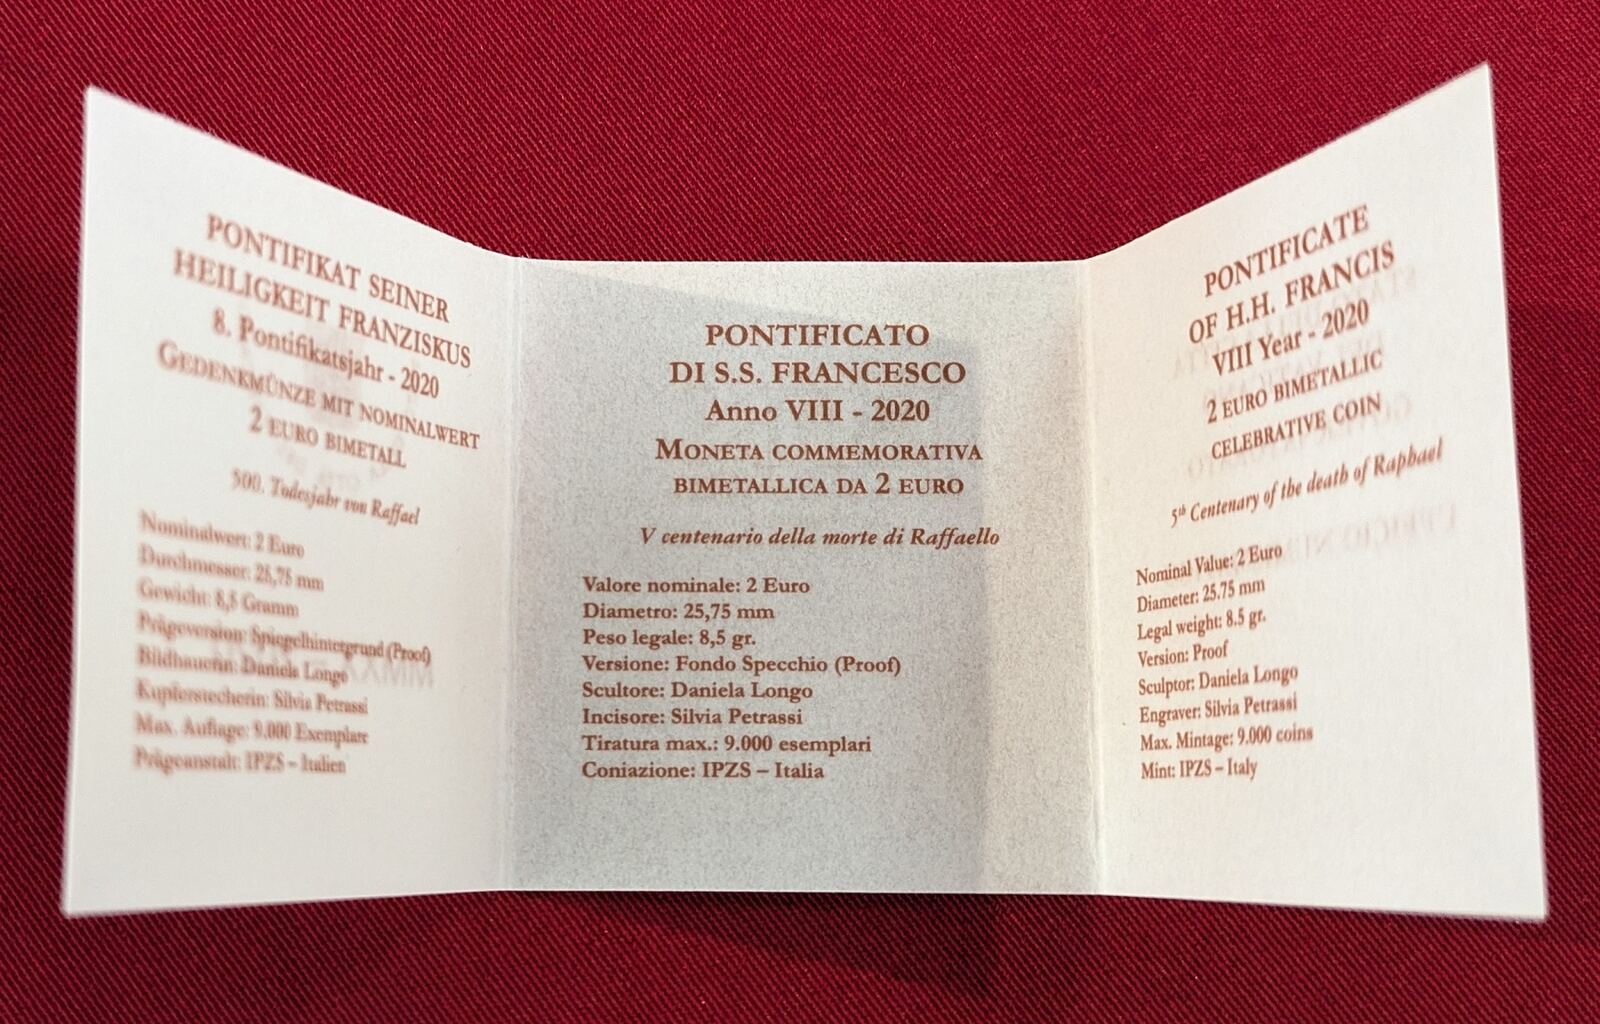 PONTIFIKAT SEINER
HEILIGKEIT FRANZISKUS
8. Pontifikatsjahr - 2020
GEDENKMÜNZE MIT NOMINALWERT
2 EURO BIMETALL
500. Todesjahr von Raffael
Nominalwert: 2 Euro
Durchmesser: 25,75 mm
Gewicht: 8,5 Gramm
Prägeversion: Spiegelhintergrund (Proof)
Bildhauerin: Daniela Longo
Kupferstecherin: Silvia Petrassi
Max. Auflage: 9.000 Exemplare
Prägeanstalt: IPZS – Italien
PONTIFICATO
DI S.S. FRANCESCO
Anno VIII - 2020
MONETA COMMEMORATIVA
BIMETALLICA DA 2 EURO
V centenario della morte di Raffaello
Valore nominale: 2 Euro
Diametro: 25,75 mm
Peso legale: 8,5 gr.
Versione: Fondo Specchio (Proof)
Scultore: Daniela Longo
Incisore: Silvia Petrassi
Tiratura max.: 9.000 esemplari
Coniazione: IPZS – Italia
PONTIFICATE
OF H.H. FRANCIS
VIII Year - 2020
2 EURO BIMETALLIC
CELEBRATIVE COIN
5th Centenary of the death of Raphael
Nominal Value: 2 Euro
Diameter: 25.75 mm
Legal weight: 8.5 gr.
Version: Proof
Sculptor: Daniela Longo
Engraver: Silvia Petrassi
Max. Mintage: 9.000 coins
Mint: IPZS – Italy